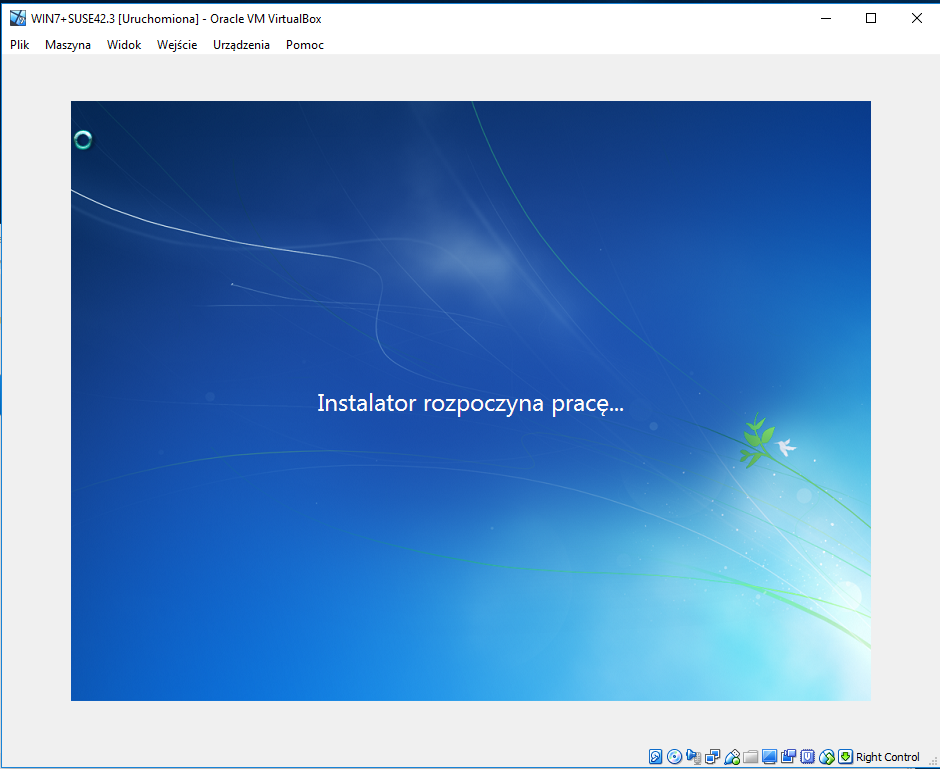 WIN7+SUSE42.3 [Uruchomiona] - Oracle VM VirtualBox
Plik Maszyna Widok Wejście Urządzenia Pomoc
Instalator rozpoczyna pracę...
Right Control